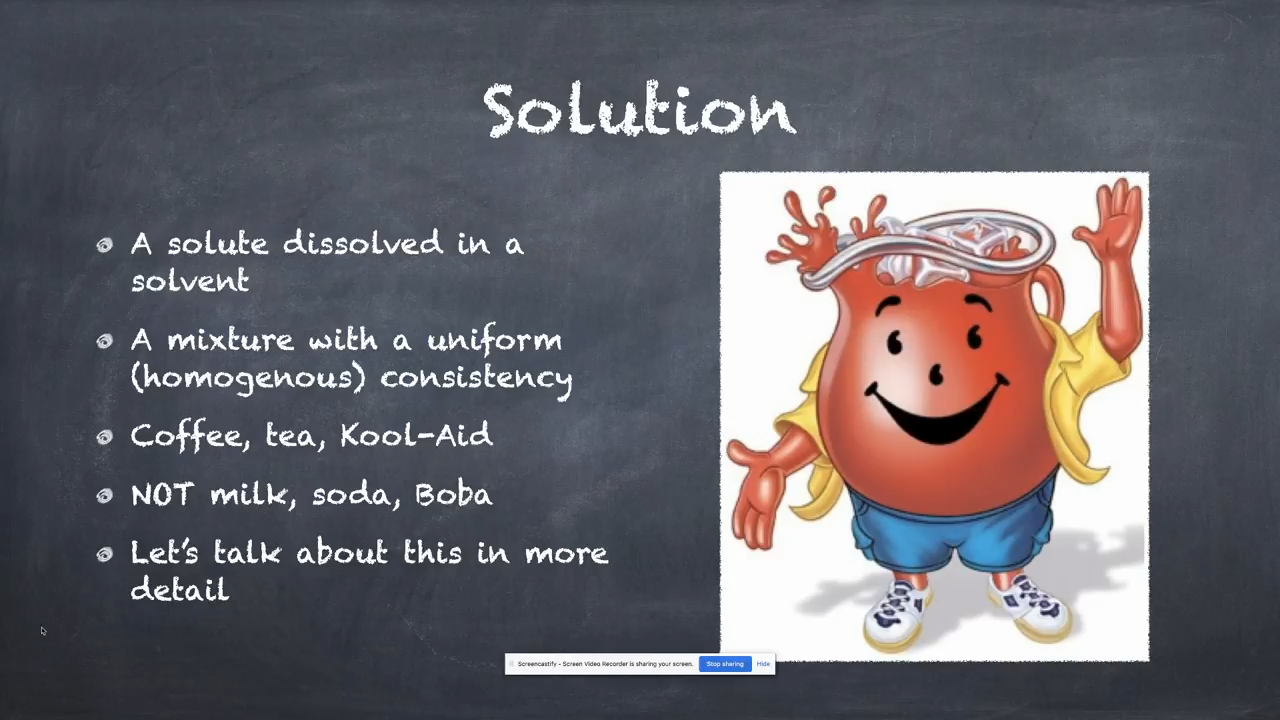 Solution
A solute dissolved in a
solvent
A mixture with a uniform
(homogenous) consistency
Coffee, tea, Kool-Aid
NOT milk, soda, Boba
Let's talk about this in more
detail
Screencastify - Screen Video Recorder is sharing your screen. Stop sharing Hide